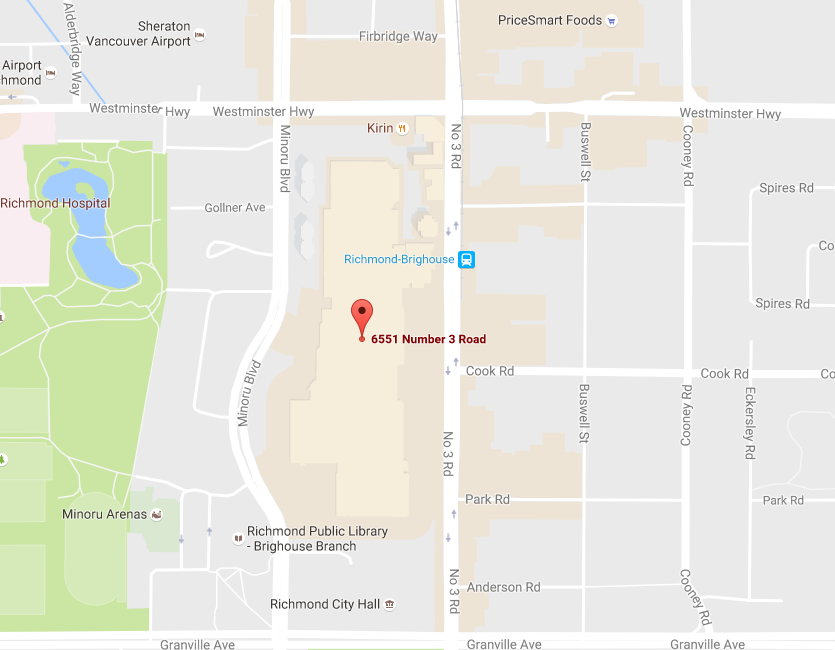 Alderbridge Way
Sheraton
Vancouver Airport
PriceSmart Foods
Firbridge Way
Airport
chmond
Westminster Hwy
Westminster Hwy
Westminster Hwy
Kirin
Minoru Blvd
No 3 Rd
Buswell St
Cooney Rd
Richmond Hospital
Gollner Ave
Spires Rd
Co
Richmond-Brighouse
Spires Rd
6551 Number 3 Road
Cook Rd
Cook Rd
Co
Minoru Blvd
Buswell St
Cooney Rd
Eckersley Rd
No 3 Rd
Park Rd
Park Rd
Minoru Arenas
Richmond Public Library
- Brighouse Branch
No 3 Rd
Anderson Rd
Cooney Rd
Richmond City Hall
Granville Ave
Granville Ave
Granville Ave